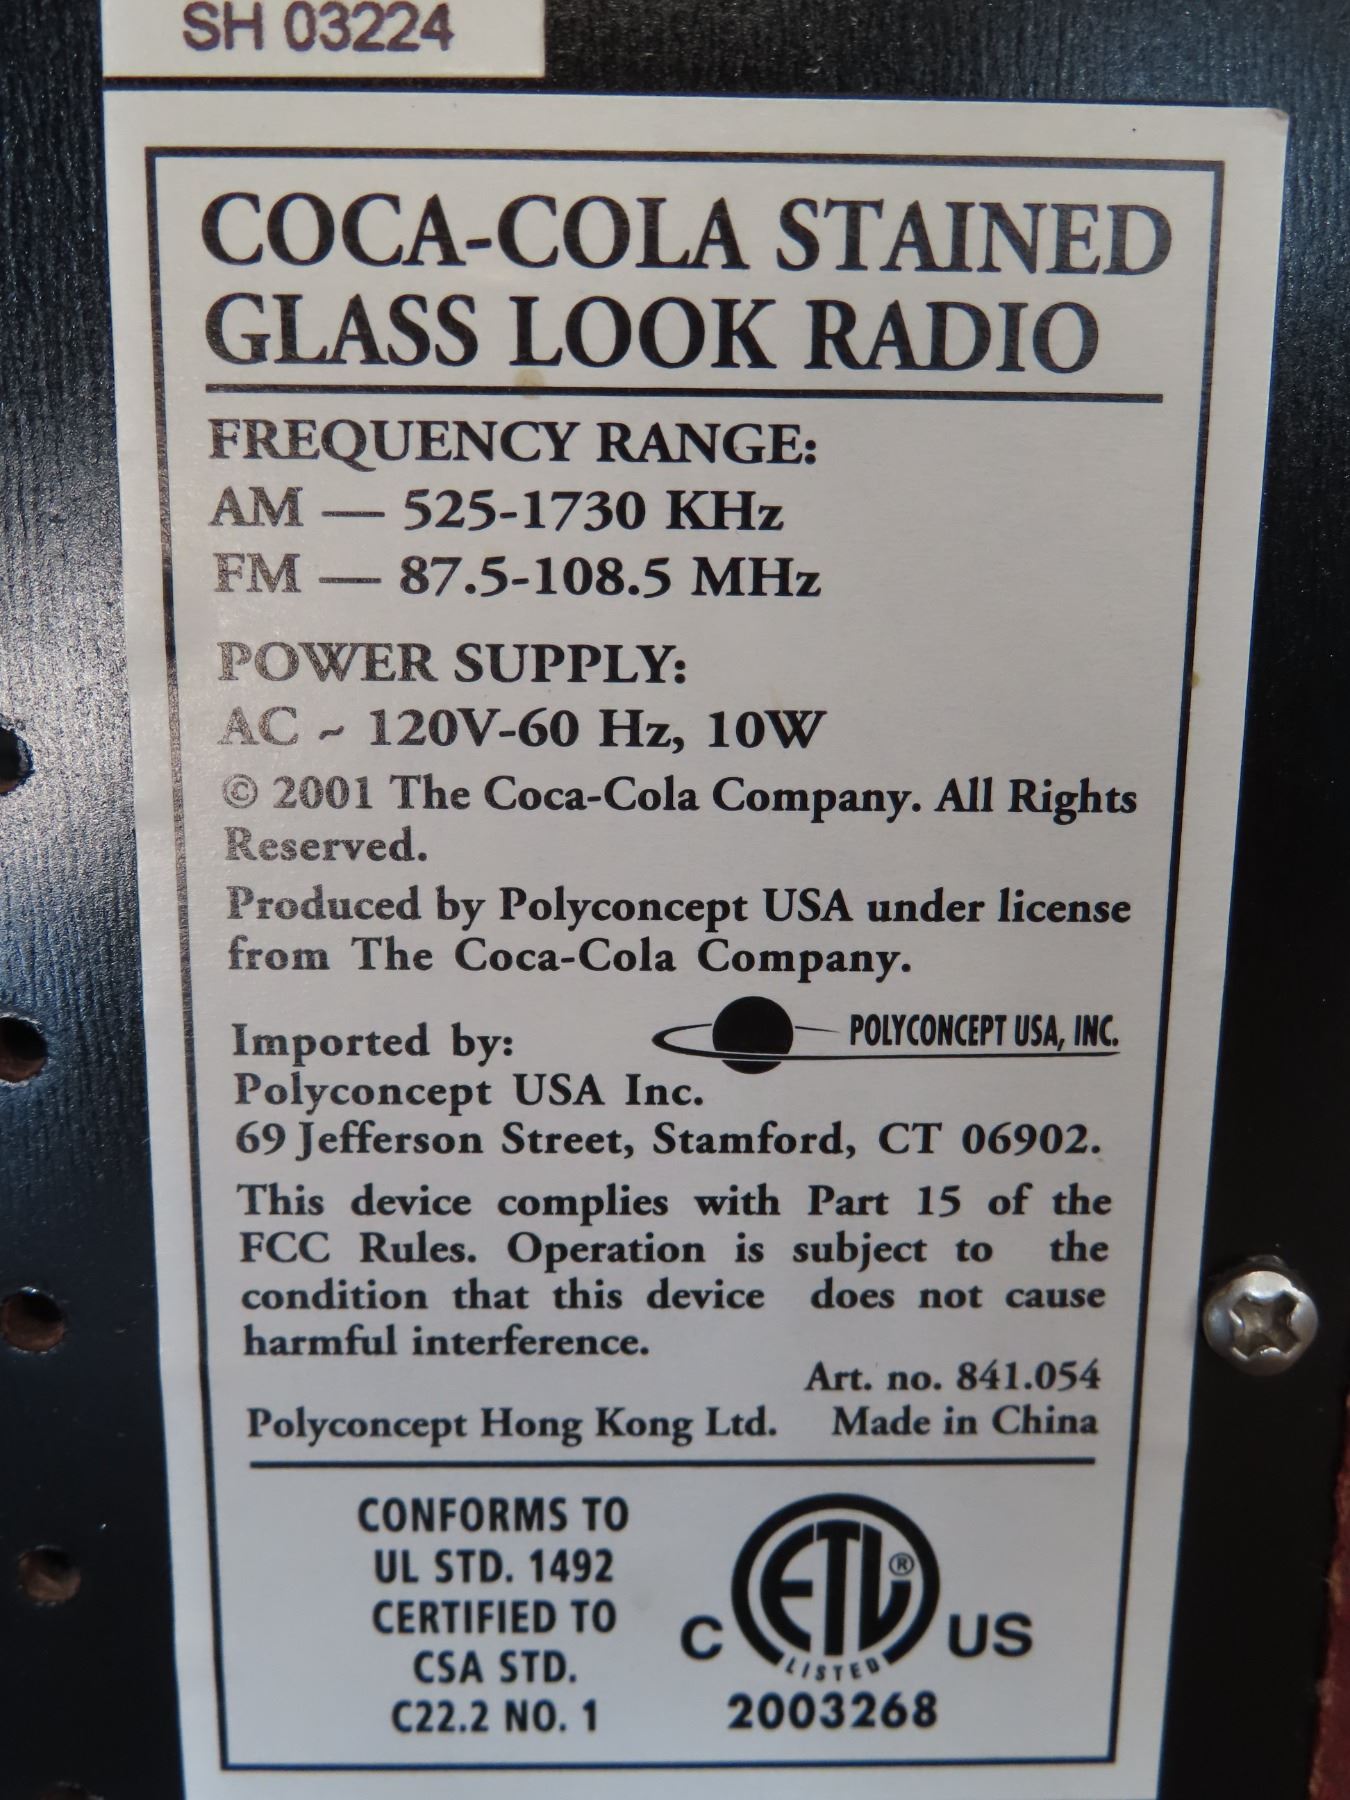 SH 03224
COCA-COLA STAINED
GLASS LOOK RADIO
FREQUENCY RANGE:
AM — 525-1730 KHz
FM — 87.5-108.5 MHz
POWER SUPPLY:
AC ~ 120V-60 Hz, 10W
© 2001 The Coca-Cola Company. All Rights
Reserved.
Produced by Polyconcept USA under license
from The Coca-Cola Company.
Imported by:
POLYCONCEPT USA, INC.
Polyconcept USA Inc.
69 Jefferson Street, Stamford, CT 06902.
This device complies with Part 15 of the
FCC Rules. Operation is subject to the
condition that this device does not cause
harmful interference.
Art. no. 841.054
Polyconcept Hong Kong Ltd. Made in China
CONFORMS TO
UL STD. 1492
CERTIFIED TO
CSA STD.
C22.2 NO. 1
C ETL® US
LISTED
2003268